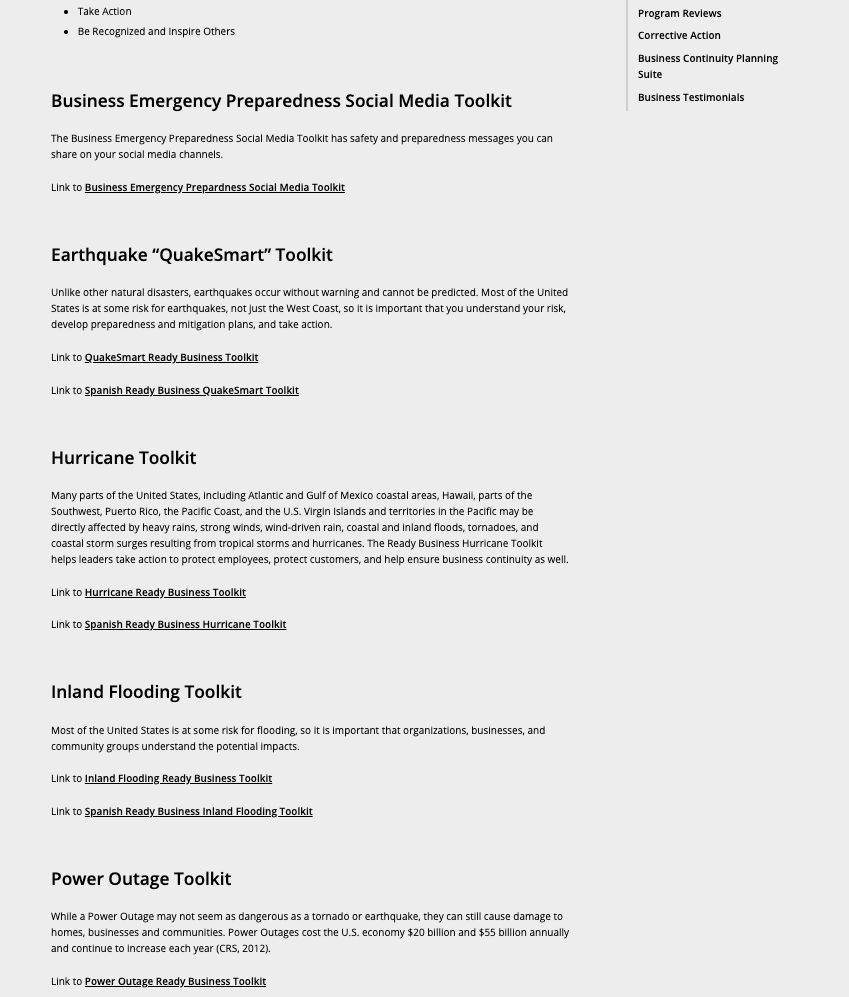 Take Action
Be Recognized and Inspire Others
Business Emergency Preparedness Social Media Toolkit
The Business Emergency Preparedness Social Media Toolkit has safety and preparedness messages you can
share on your social media channels.
Link to Business Emergency Prepardness Social Media Toolkit
Earthquake “QuakeSmart” Toolkit
Unlike other natural disasters, earthquakes occur without warning and cannot be predicted. Most of the United
States is at some risk for earthquakes, not just the West Coast, so it is important that you understand your risk,
develop preparedness and mitigation plans, and take action.
Link to QuakeSmart Ready Business Toolkit
Link to Spanish Ready Business QuakeSmart Toolkit
Hurricane Toolkit
Many parts of the United States, including Atlantic and Gulf of Mexico coastal areas, Hawaii, parts of the
Southwest, Puerto Rico, the Pacific Coast, and the U.S. Virgin Islands and territories in the Pacific may be
directly affected by heavy rains, strong winds, wind-driven rain, coastal and inland floods, tornadoes, and
coastal storm surges resulting from tropical storms and hurricanes. The Ready Business Hurricane Toolkit
helps leaders take action to protect employees, protect customers, and help ensure business continuity as well.
Link to Hurricane Ready Business Toolkit
Link to Spanish Ready Business Hurricane Toolkit
Inland Flooding Toolkit
Most of the United States is at some risk for flooding, so it is important that organizations, businesses, and
community groups understand the potential impacts.
Link to Inland Flooding Ready Business Toolkit
Link to Spanish Ready Business Inland Flooding Toolkit
Power Outage Toolkit
While a Power Outage may not seem as dangerous as a tornado or earthquake, they can still cause damage to
homes, businesses and communities. Power Outages cost the U.S. economy $20 billion and $55 billion annually
and continue to increase each year (CRS, 2012).
Link to Power Outage Ready Business Toolkit
Program Reviews
Corrective Action
Business Continuity Planning
Suite
Business Testimonials